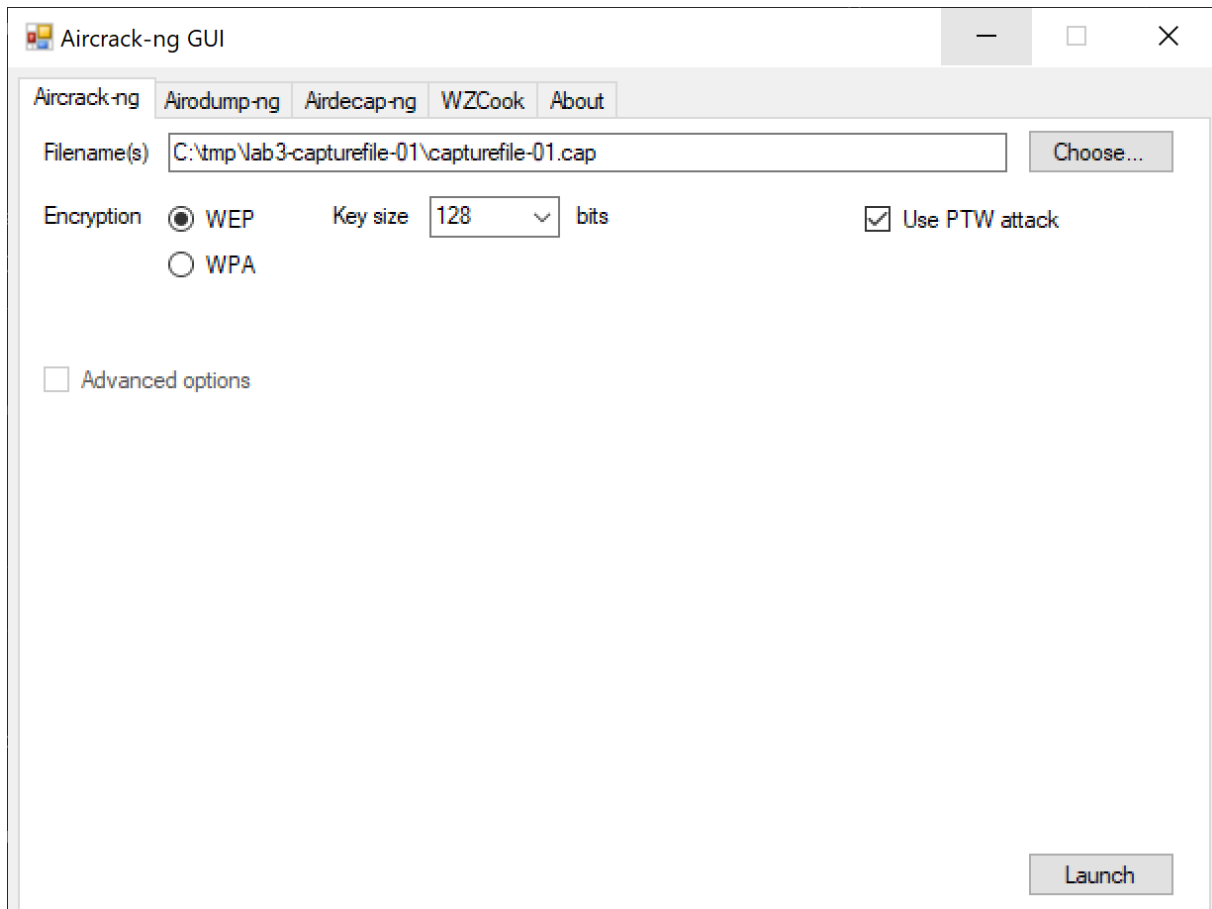 Aircrack-ng GUI
Aircrack-ng Airodump-ng Airdecap-ng WZCook About
Filename(s) C:\tmp\lab3-capturefile-01\capturefile-01.cap Choose...
Encryption WEP Key size 128 bits Use PTW attack
WPA
Advanced options
Launch